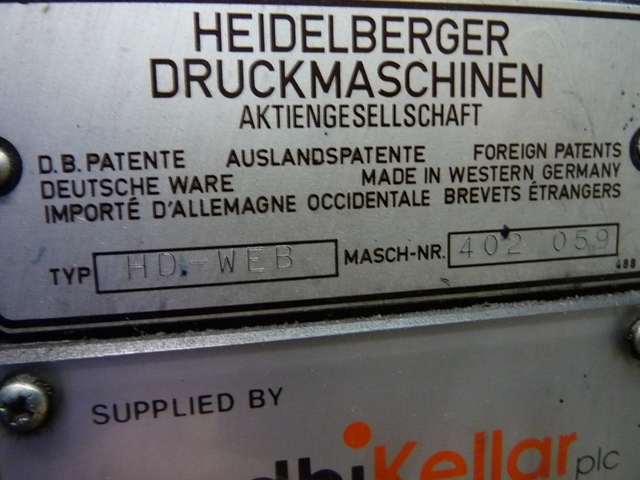 HEIDELBERGER
DRUCKMASCHINEN
AKTIENGESELLSCHAFT
D.B. PATENTE AUSLANDSPATENTE FOREIGN PATENTS
DEUTSCHE WARE MADE IN WESTERN GERMANY
IMPORTÉ D'ALLEMAGNE OCCIDENTALE BREVETS ÉTRANGERS
TYP HD-WEB MASCH-NR. 402 059
488
SUPPLIED BY
Kellar plc